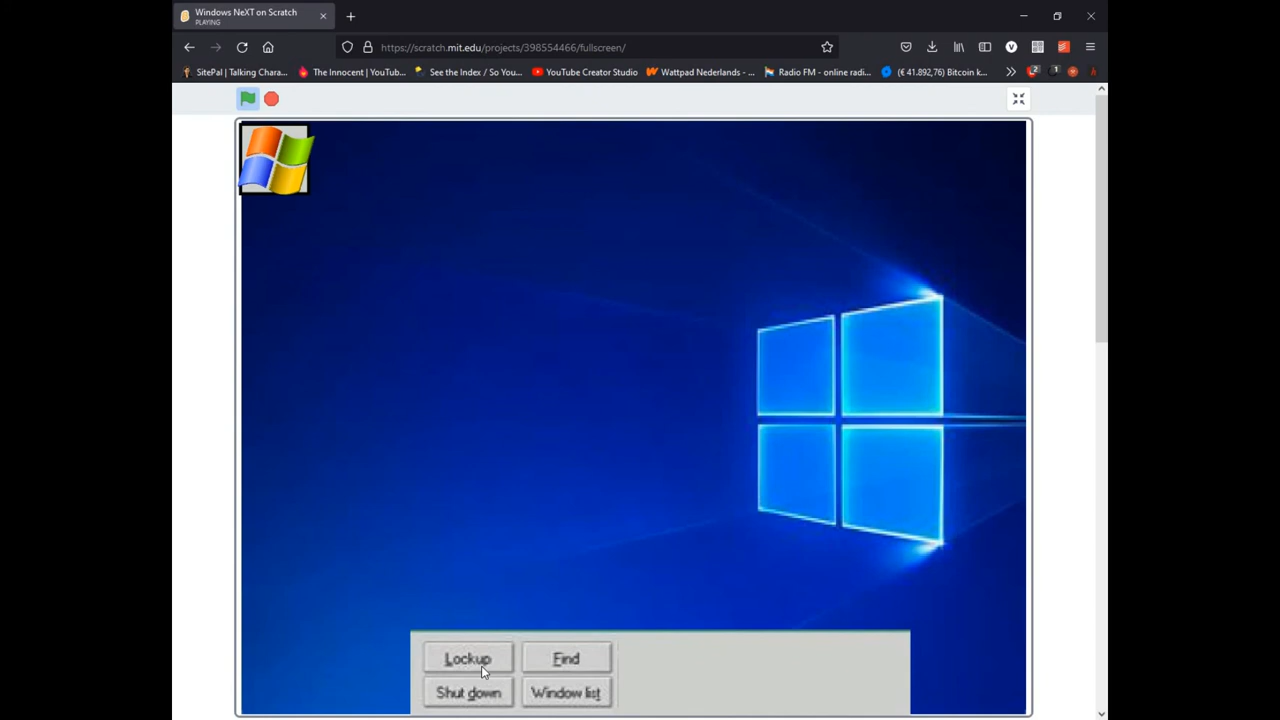 Windows NeXT on Scratch
PLAYING
https://scratch.mit.edu/projects/398554466/fullscreen/
SitePal | Talking Chara...
The Innocent | YouTub...
See the Index / So You...
YouTube Creator Studio
Wattpad Nederlands - ...
Radio FM - online radi...
(€ 41.892,76) Bitcoin k...
2
1
Lockup
Find
Shut down
Window list